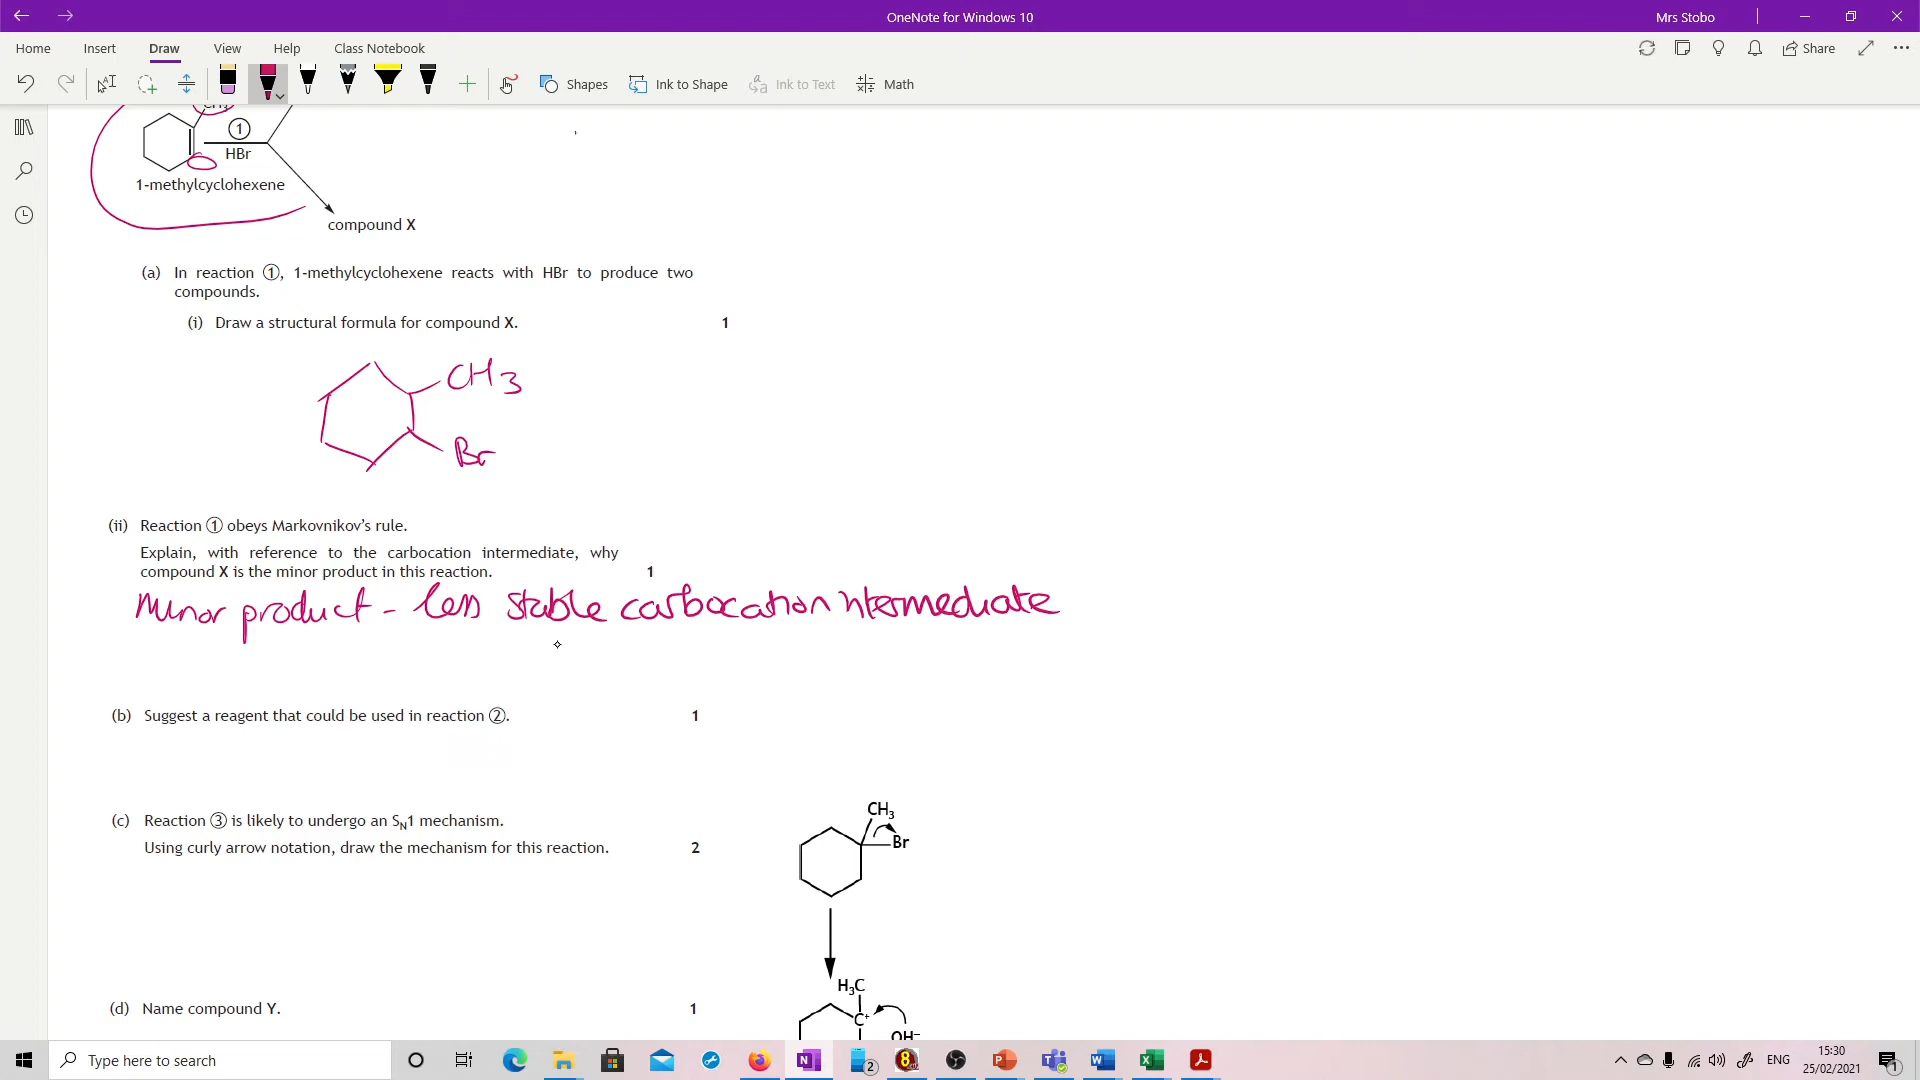 OneNote for Windows 10
Mrs Stobo
Home Insert Draw View Help Class Notebook
Share
Shapes Ink to Shape Ink to Text Math
CH3
①
HBr
1-methylcyclohexene
compound X
(a) In reaction ①, 1-methylcyclohexene reacts with HBr to produce two
compounds.
(i) Draw a structural formula for compound X. 1
CH3
Br
(ii) Reaction ① obeys Markovnikov's rule.
Explain, with reference to the carbocation intermediate, why
compound X is the minor product in this reaction. 1
Minor product - less stable carbocation intermediate
(b) Suggest a reagent that could be used in reaction ②. 1
(c) Reaction ③ is likely to undergo an SN1 mechanism.
Using curly arrow notation, draw the mechanism for this reaction. 2
CH3
Br
H3C
C+
OH−
(d) Name compound Y. 1
Type here to search
2
8
ENG
15:30
25/02/2021
1